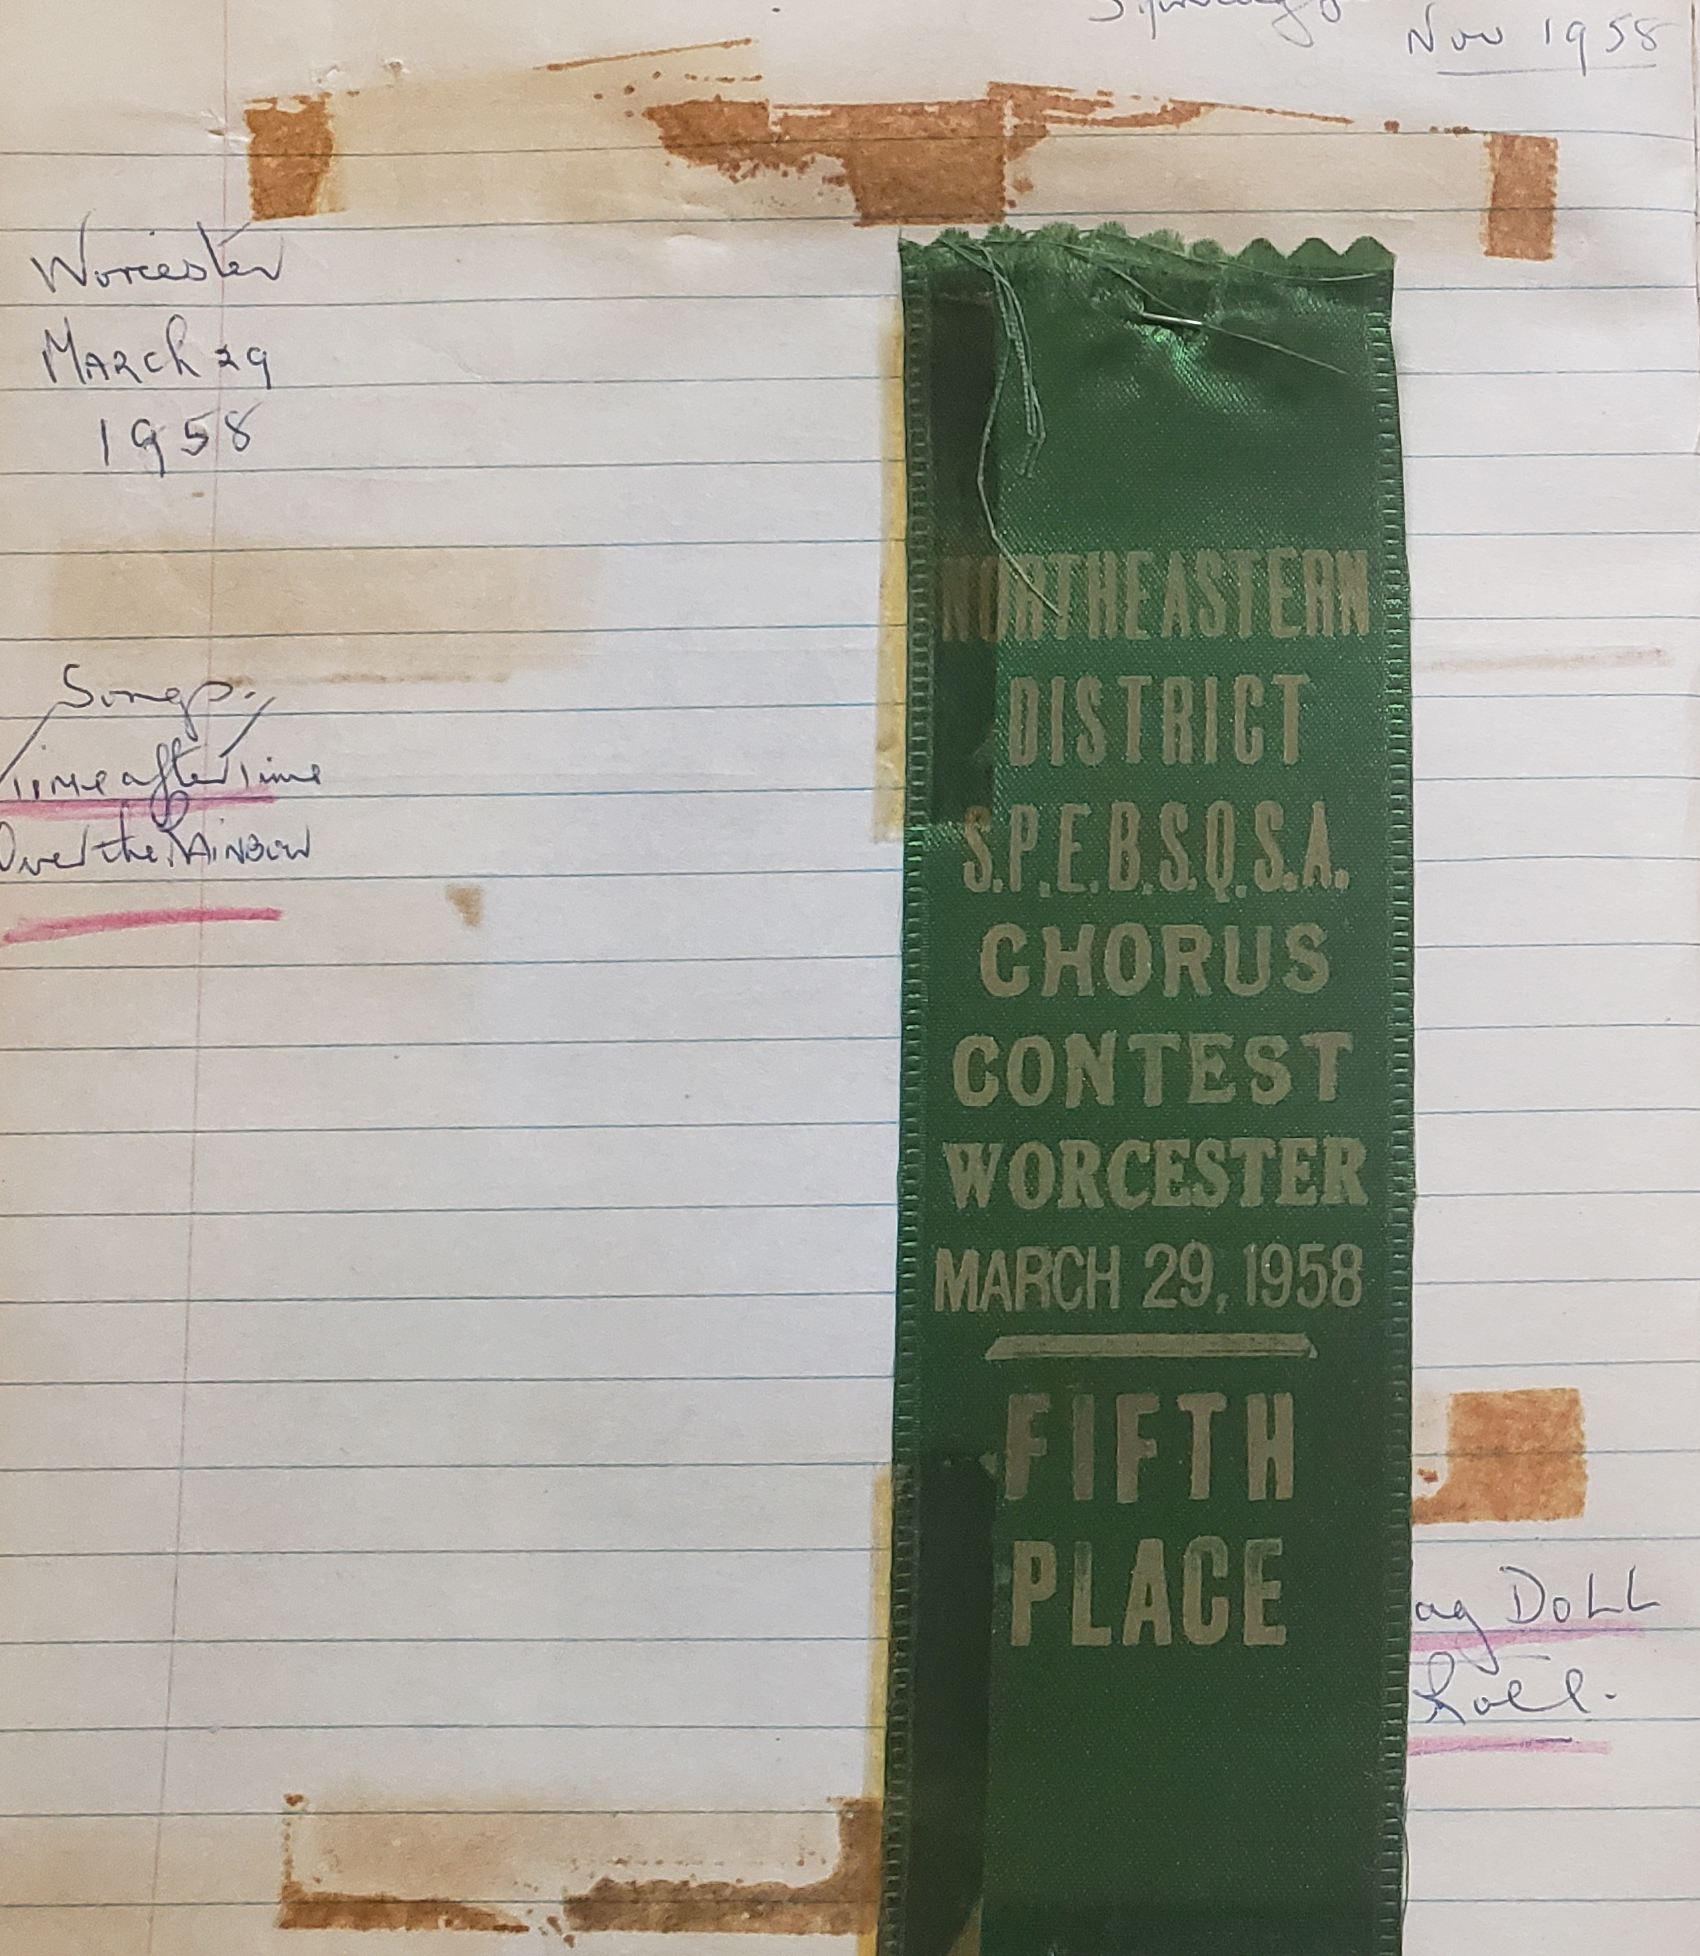 Nov 1958
Worcester
March 29
1958
Songs.
Time after Time
Over the Rainbow
NORTHEASTERN
DISTRICT
S.P.E.B.S.Q.S.A.
CHORUS
CONTEST
WORCESTER
MARCH 29, 1958
FIFTH
PLACE
ag Doll